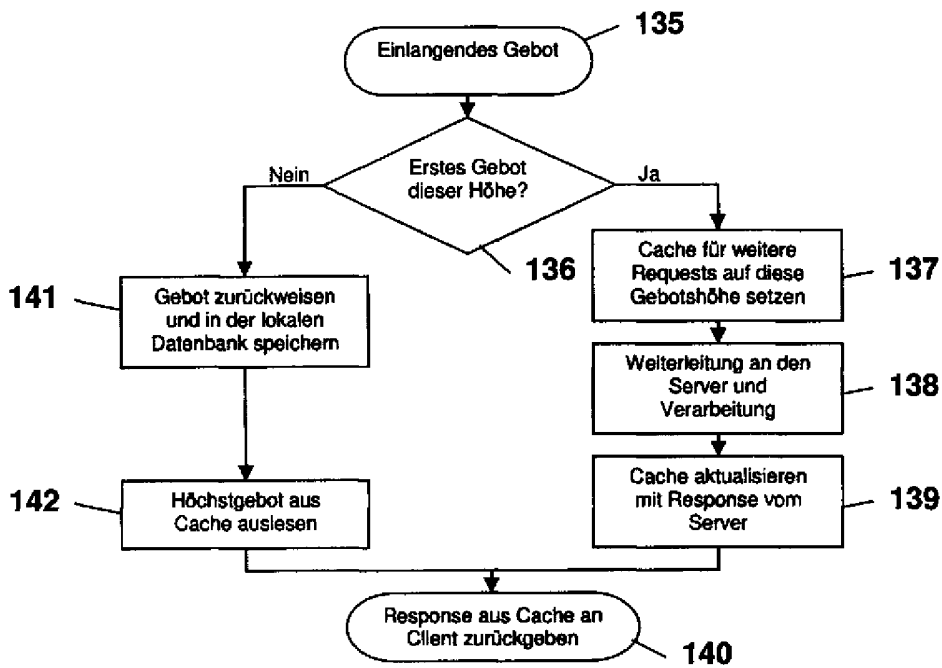 135
Einlangendes Gebot
Erstes Gebot
dieser Höhe?
Nein
Ja
136
Cache für weitere
Requests auf diese
Gebotshöhe setzen
137
141
Gebot zurückweisen
und in der lokalen
Datenbank speichern
Weiterleitung an den
Server und
Verarbeitung
138
142
Höchstgebot aus
Cache auslesen
Cache aktualisieren
mit Response vom
Server
139
Response aus Cache an
Client zurückgeben
140